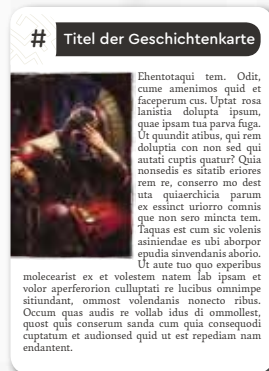 # Titel der Geschichtenkarte
Ehentotaqui tem. Odit,
cume amenimos quid et
faceperum cus. Uptat rosa
lanistia dolupta ipsum,
quae ipsam tua parva fuga.
Ut quundit atibus, qui rem
doluptia con non sed qui
autati cuptis quatur? Quia
nonsedis es sitatib eriores
rem re, conserro mo dest
uta quiaerchicia parum
ex essinct uriorro comnis
que non sero mincta tem.
Taquas est cum sic volenis
asiniendae es ubi aborpor
epudia sinvendanis aborio.
Ut aute tuo quo experibus
molecearist ex et volestem natem lab ipsam et
volor aperferorion culluptati re lucibus omnimpe
sitiundant, ommost volendanis nonecto ribus.
Occum quas audis re vollab idus di ommollest,
quost quis conserum sanda cum quia consequodi
cuptatum et audionsed quid ut est repediam nam
endantent.